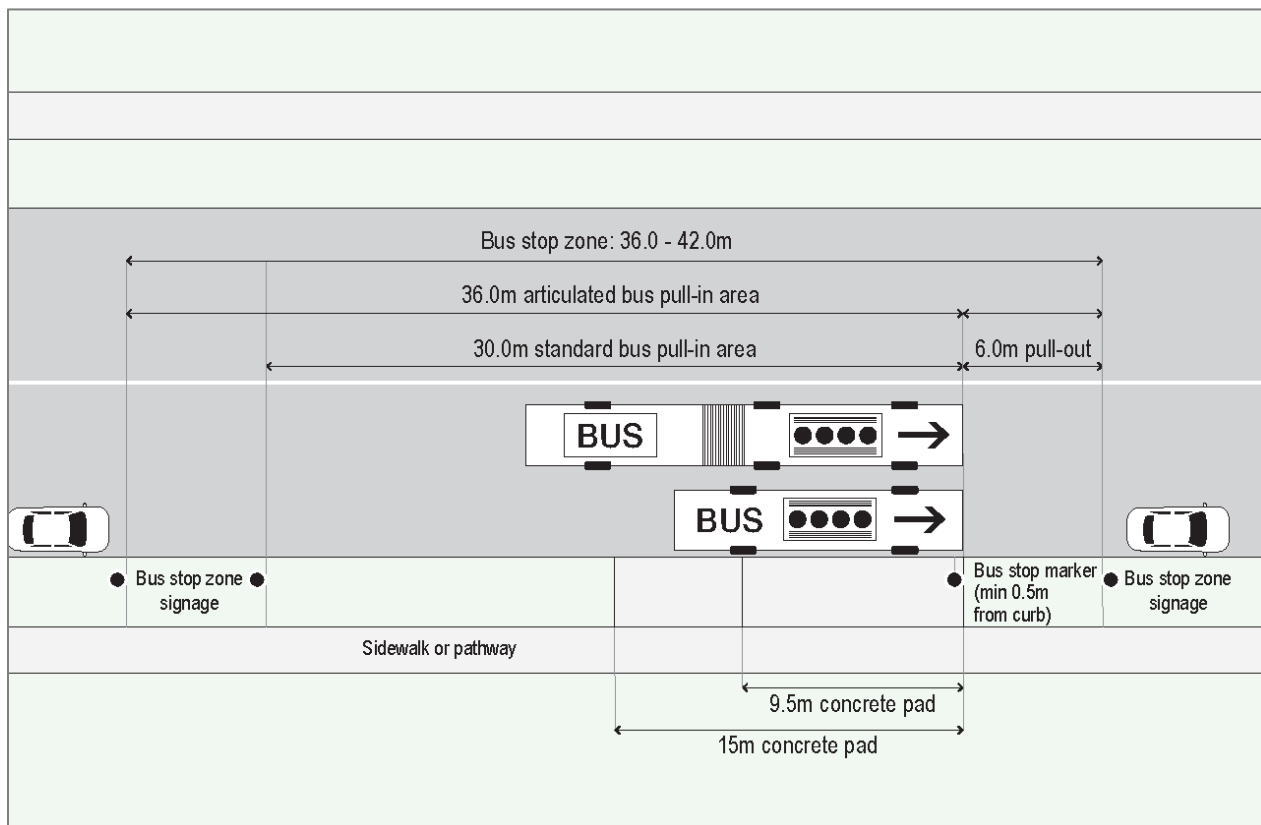 Bus stop zone: 36.0 - 42.0m
36.0m articulated bus pull-in area
30.0m standard bus pull-in area
6.0m pull-out
BUS
BUS
Bus stop zone
signage
Bus stop marker
(min 0.5m
from curb)
Bus stop zone
signage
Sidewalk or pathway
9.5m concrete pad
15m concrete pad